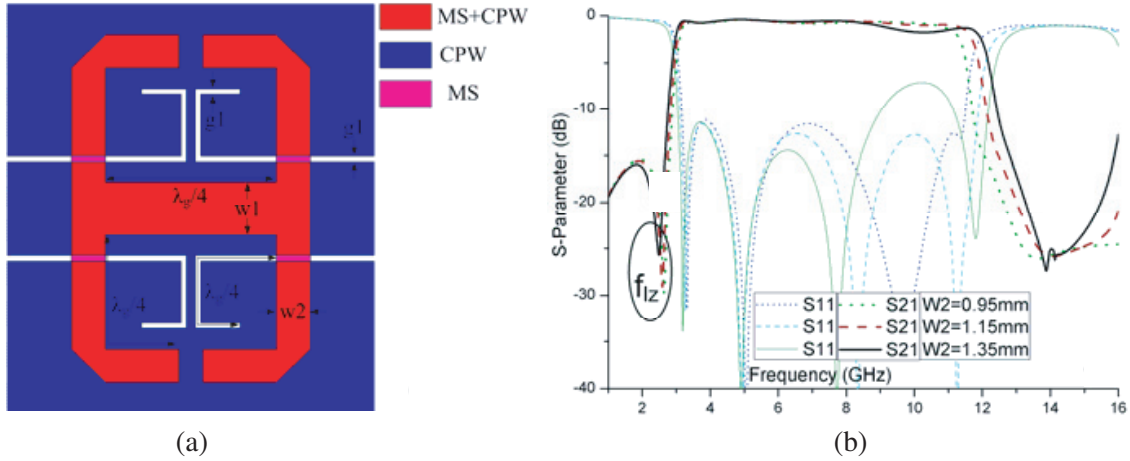 MS+CPW
CPW
MS
g1
g1
λg/4
w1
λg/4
λg/4
w2
(a)
S-Parameter (dB)
0
-10
-20
-30
-40
flz
S11 S21 W2=0.95mm
S11 S21 W2=1.15mm
S11 S21 W2=1.35mm
Frequency (GHz)
2 4 6 8 10 12 14 16
(b)